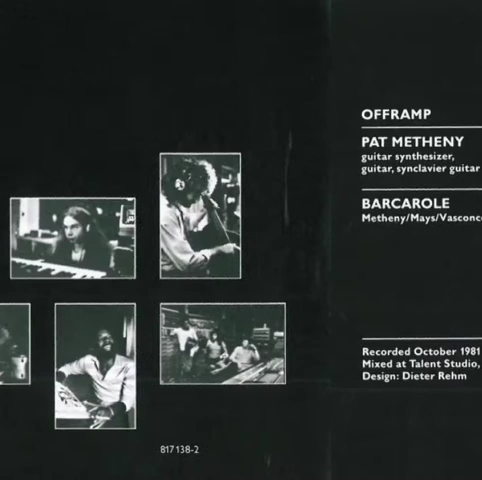 OFFRAMP
PAT METHENY
guitar synthesizer,
guitar, synclavier guitar
BARCAROLE
Metheny/Mays/Vasconc
Recorded October 1981
Mixed at Talent Studio,
Design: Dieter Rehm
817 138-2